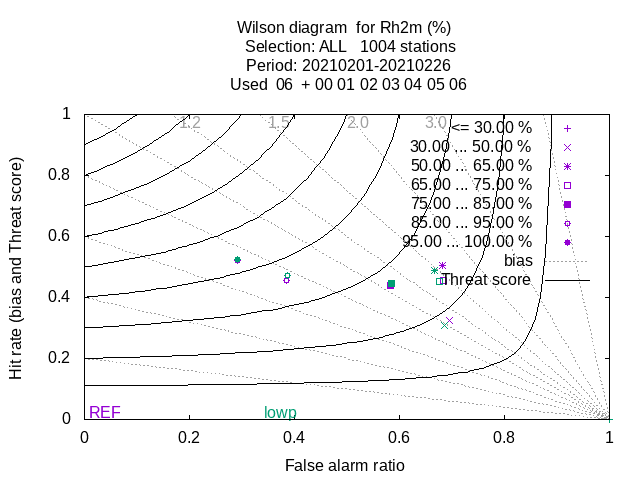 Wilson diagram  for Rh2m (%)
Selection: ALL   1004 stations
Period: 20210201-20210226
Used  06  + 00 01 02 03 04 05 06
1.2 1.5 2.0 3.0
<= 30.00 %
30.00 ... 50.00 %
50.00 ... 65.00 %
65.00 ... 75.00 %
75.00 ... 85.00 %
85.00 ... 95.00 %
95.00 ... 100.00 %
bias
Threat score
1
0.8
0.6
0.4
0.2
0
Hit rate (bias and Threat score)
REF lowp
0 0.2 0.4 0.6 0.8 1
False alarm ratio